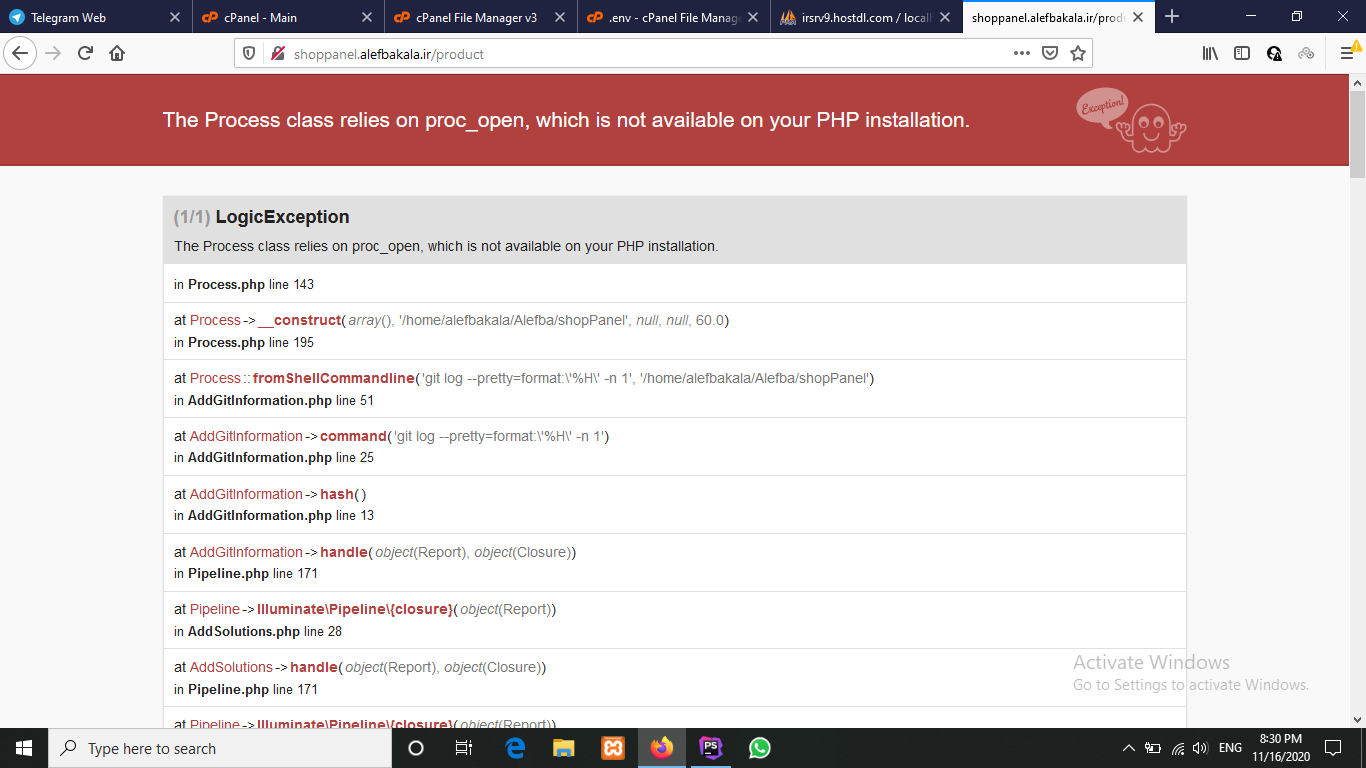 Telegram Web
cPanel - Main
cPanel File Manager v3
.env - cPanel File Manage
irsrv9.hostdl.com / localh
shoppanel.alefbakala.ir/produ
shoppanel.alefbakala.ir/product
The Process class relies on proc_open, which is not available on your PHP installation.
Exception!
(1/1) LogicException
The Process class relies on proc_open, which is not available on your PHP installation.
in Process.php line 143
at Process->__construct(array(), '/home/alefbakala/Alefba/shopPanel', null, null, 60.0)
in Process.php line 195
at Process::fromShellCommandline('git log --pretty=format:\'%H\' -n 1', '/home/alefbakala/Alefba/shopPanel')
in AddGitInformation.php line 51
at AddGitInformation->command('git log --pretty=format:\'%H\' -n 1')
in AddGitInformation.php line 25
at AddGitInformation->hash()
in AddGitInformation.php line 13
at AddGitInformation->handle(object(Report), object(Closure))
in Pipeline.php line 171
at Pipeline->Illuminate\Pipeline\{closure}(object(Report))
in AddSolutions.php line 28
at AddSolutions->handle(object(Report), object(Closure))
in Pipeline.php line 171
at Pipeline->Illuminate\Pipeline\{closure}(object(Report))
Activate Windows
Go to Settings to activate Windows.
Type here to search
PS
ENG
8:30 PM
11/16/2020